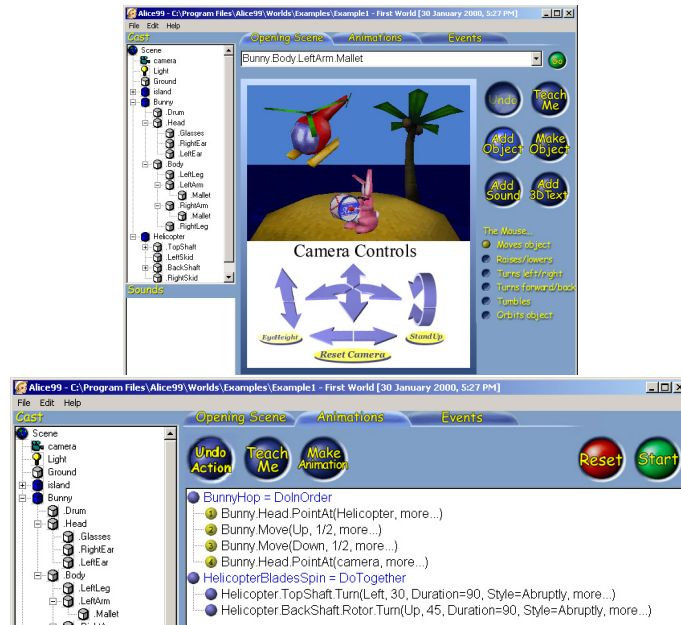 Alice99 - C:\Program Files\Alice99\Worlds\Examples\Example1 - First World [30 January 2000, 5:27 PM]
File Edit Help
Cast
Opening Scene Animations Events
Scene
camera
Light
Ground
island
Bunny
.Drum
.Head
.Glasses
.RightEar
.LeftEar
.Body
.LeftLeg
.LeftArm
.Mallet
.RightArm
.Mallet
.RightLeg
Helicopter
.TopShaft
.LeftSkid
.BackShaft
.RightSkid
Sounds
Bunny.Body.LeftArm.Mallet
Go
Undo
Teach Me
Add Object
Make Object
Add Sound
Add 3DText
The Mouse...
Moves object
Raises/lowers
Turns left/right
Turns forward/back
Tumbles
Orbits object
Camera Controls
EyeHeight
StandUp
Reset Camera
Alice99 - C:\Program Files\Alice99\Worlds\Examples\Example1 - First World [30 January 2000, 5:27 PM]
File Edit Help
Cast
Opening Scene Animations Events
Scene
camera
Light
Ground
island
Bunny
.Drum
.Head
.Glasses
.RightEar
.LeftEar
.Body
.LeftLeg
.LeftArm
.Mallet
Undo Action
Teach Me
Make Animation
Reset
Start
BunnyHop = DoInOrder
1 Bunny.Head.PointAt(Helicopter, more...)
2 Bunny.Move(Up, 1/2, more...)
3 Bunny.Move(Down, 1/2, more...)
4 Bunny.Head.PointAt(camera, more...)
HelicopterBladesSpin = DoTogether
Helicopter.TopShaft.Turn(Left, 30, Duration=90, Style=Abruptly, more...)
Helicopter.BackShaft.Rotor.Turn(Up, 45, Duration=90, Style=Abruptly, more...)